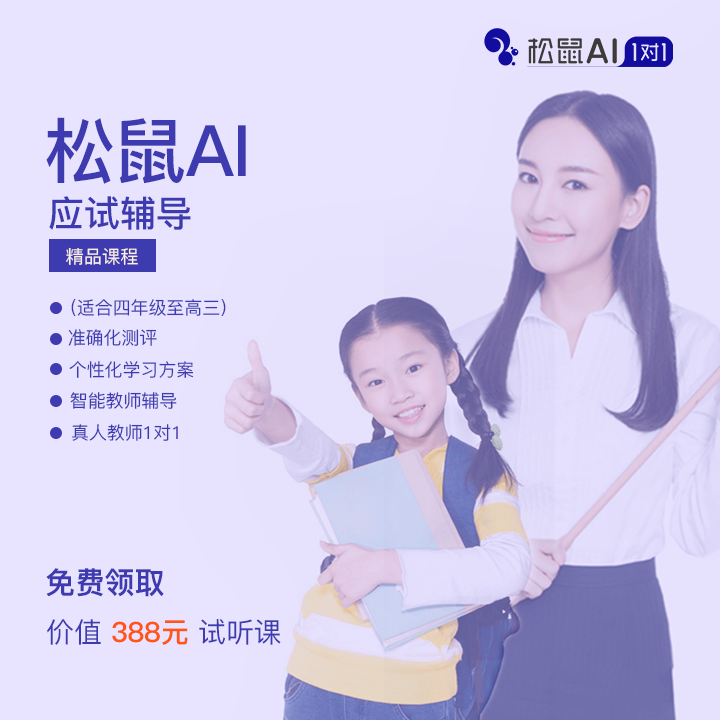 松鼠AI 1对1
松鼠AI
应试辅导
精品课程
● (适合四年级至高三)
● 准确化测评
● 个性化学习方案
● 智能教师辅导
● 真人教师1对1
免费领取
价值 388元 试听课